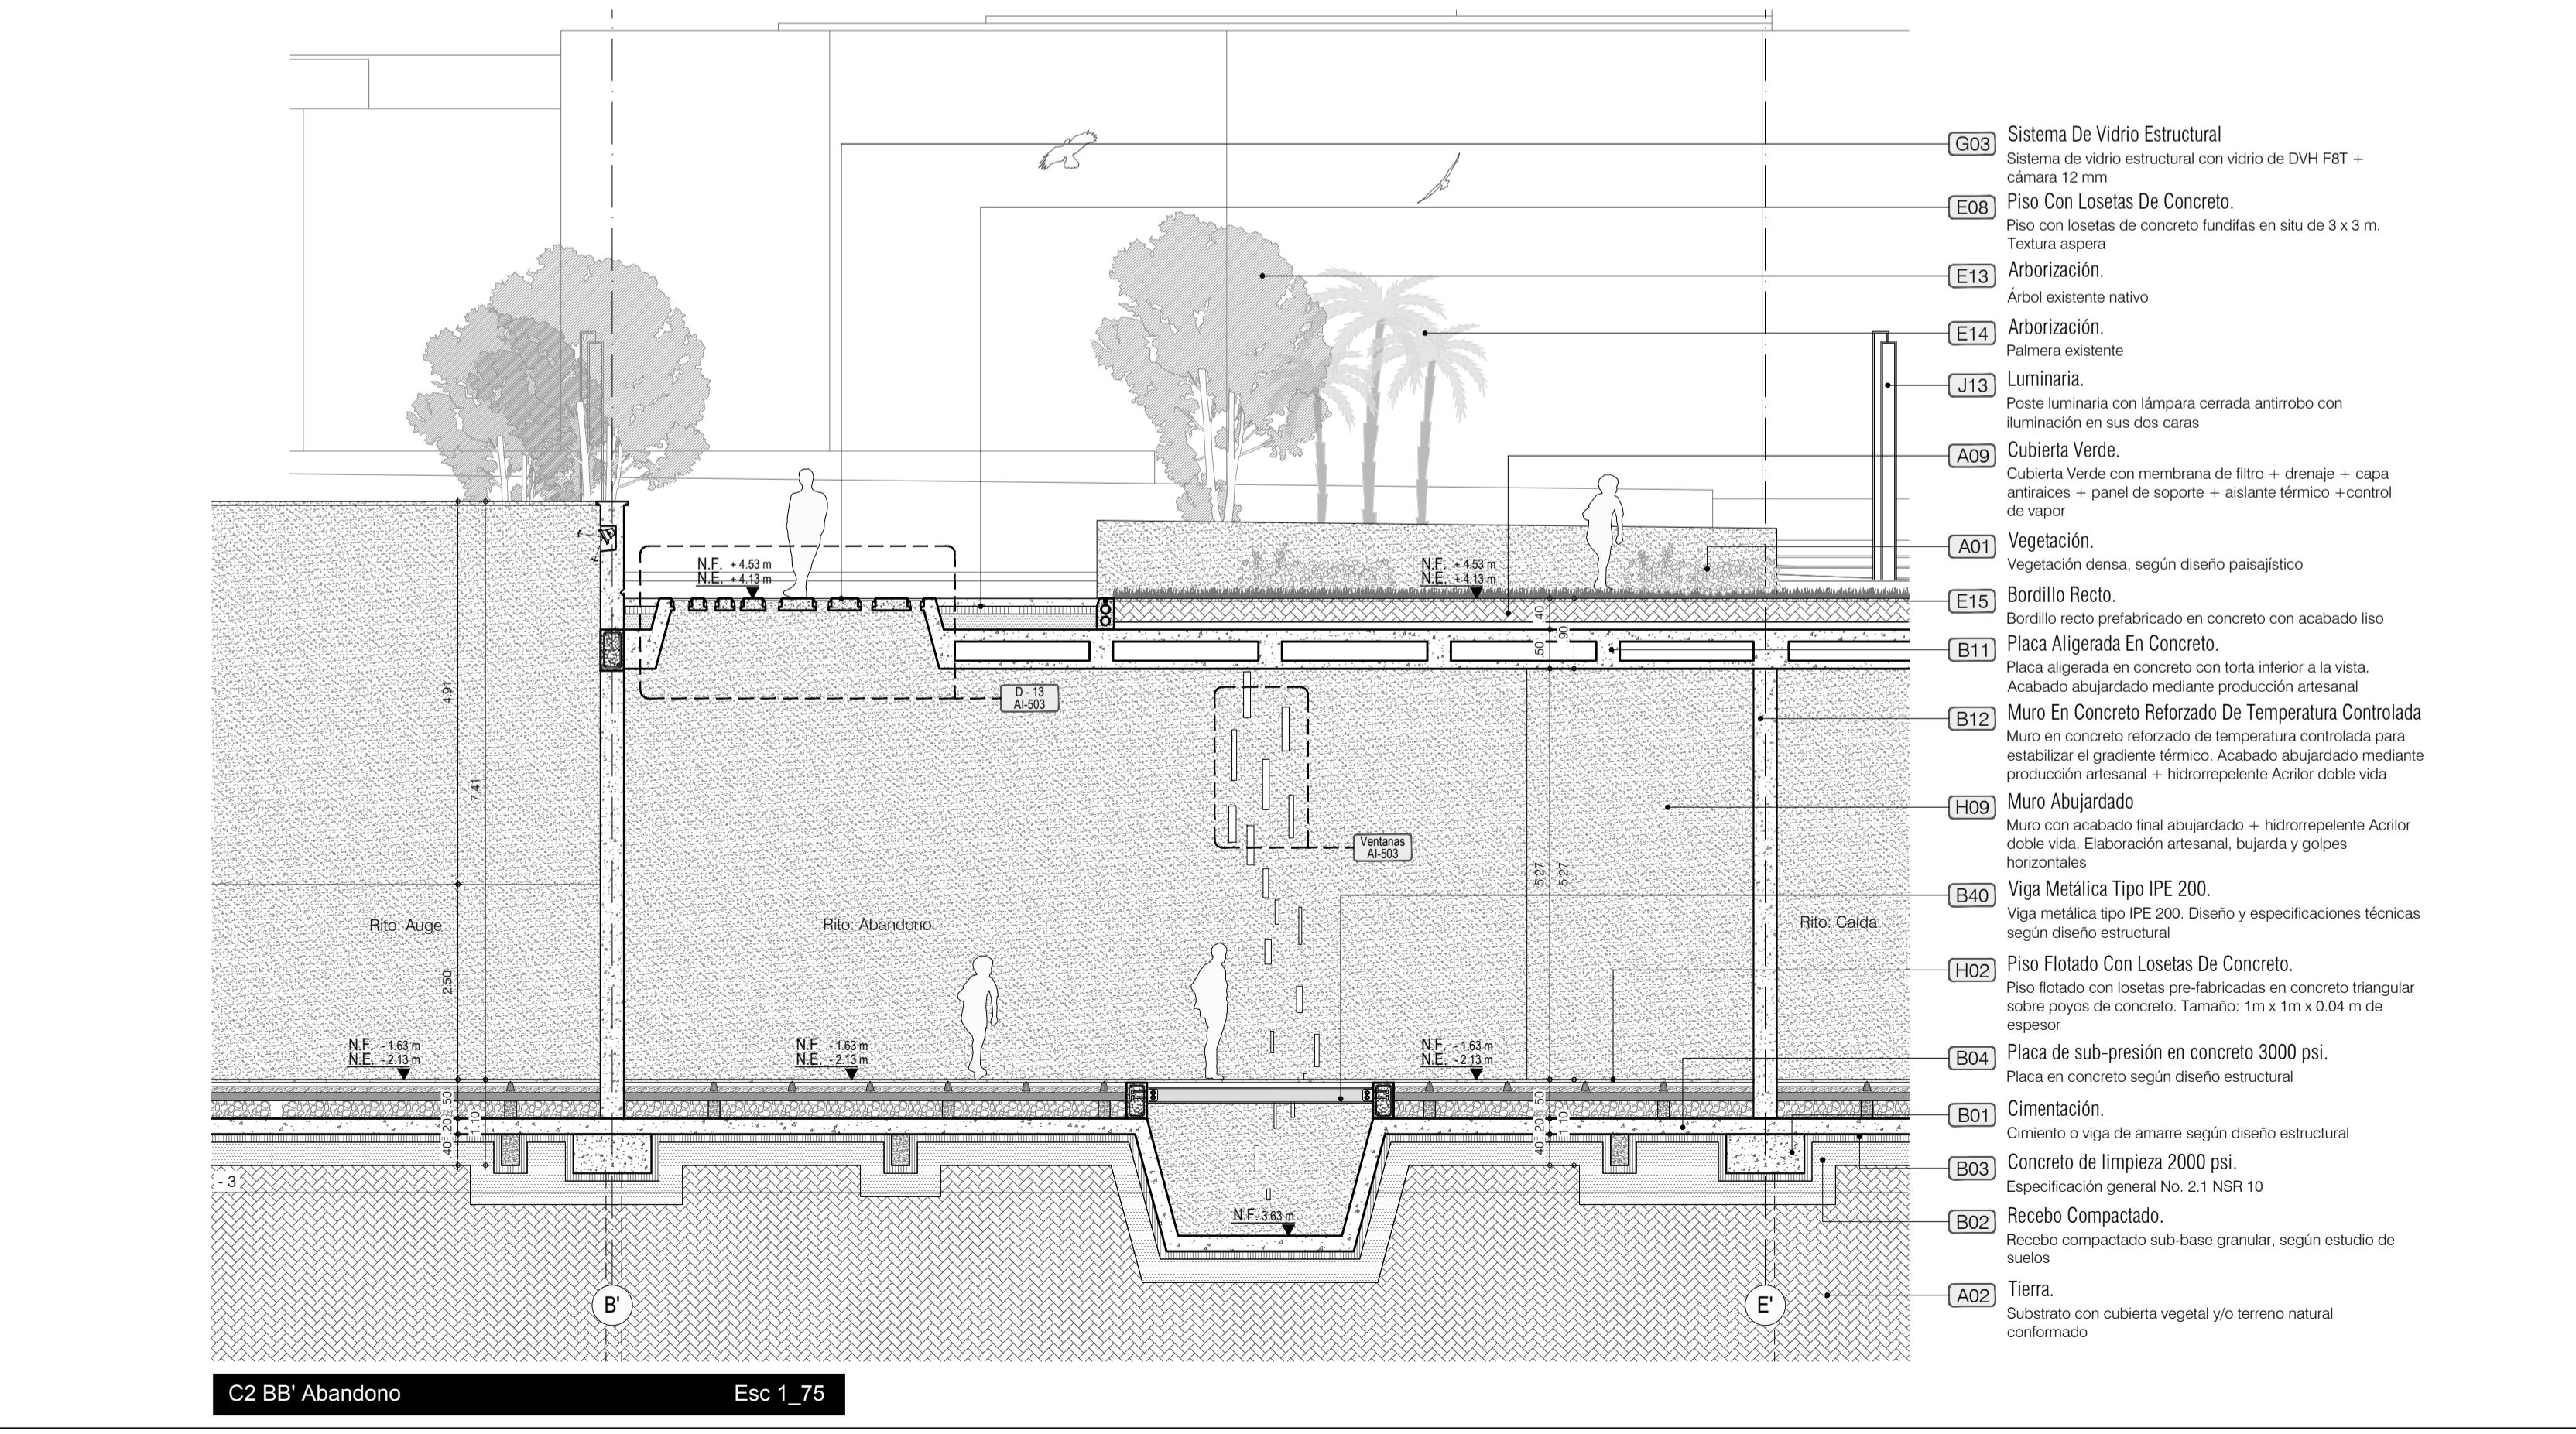 G03 Sistema De Vidrio Estructural
Sistema de vidrio estructural con vidrio de DVH F8T +
cámara 12 mm
E08 Piso Con Losetas De Concreto.
Piso con losetas de concreto fundifas en situ de 3 x 3 m.
Textura aspera
E13 Arborización.
Árbol existente nativo
E14 Arborización.
Palmera existente
J13 Luminaria.
Poste luminaria con lámpara cerrada antirrobo con
iluminación en sus dos caras
A09 Cubierta Verde.
Cubierta Verde con membrana de filtro + drenaje + capa
antiraices + panel de soporte + aislante térmico +control
de vapor
A01 Vegetación.
Vegetación densa, según diseño paisajístico
E15 Bordillo Recto.
Bordillo recto prefabricado en concreto con acabado liso
B11 Placa Aligerada En Concreto.
Placa aligerada en concreto con torta inferior a la vista.
Acabado abujardado mediante producción artesanal
B12 Muro En Concreto Reforzado De Temperatura Controlada
Muro en concreto reforzado de temperatura controlada para
estabilizar el gradiente térmico. Acabado abujardado mediante
producción artesanal + hidrorrepelente Acrilor doble vida
H09 Muro Abujardado
Muro con acabado final abujardado + hidrorrepelente Acrilor
doble vida. Elaboración artesanal, bujarda y golpes
horizontales
B40 Viga Metálica Tipo IPE 200.
Viga metálica tipo IPE 200. Diseño y especificaciones técnicas
según diseño estructural
H02 Piso Flotado Con Losetas De Concreto.
Piso flotado con losetas pre-fabricadas en concreto triangular
sobre poyos de concreto. Tamaño: 1m x 1m x 0.04 m de
espesor
B04 Placa de sub-presión en concreto 3000 psi.
Placa en concreto según diseño estructural
B01 Cimentación.
Cimiento o viga de amarre según diseño estructural
B03 Concreto de limpieza 2000 psi.
Especificación general No. 2.1 NSR 10
B02 Recebo Compactado.
Recebo compactado sub-base granular, según estudio de
suelos
A02 Tierra.
Substrato con cubierta vegetal y/o terreno natural
conformado
N.F. + 4.53 m
N.E. + 4.13 m
N.F. + 4.53 m
N.E. + 4.13 m
40
90
50
D - 13
AI-503
4.91
7.41
Ventanas
AI-503
5.27
5.27
Rito: Auge
Rito: Abandono
Rito: Caída
2.50
N.F. - 1.63 m
N.E. - 2.13 m
N.F. - 1.63 m
N.E. - 2.13 m
N.F. - 1.63 m
N.E. - 2.13 m
50
20
40
1.10
50
20
40
1.10
- 3
N.F.- 3.63 m
B'
E'
C2 BB' Abandono
Esc 1_75